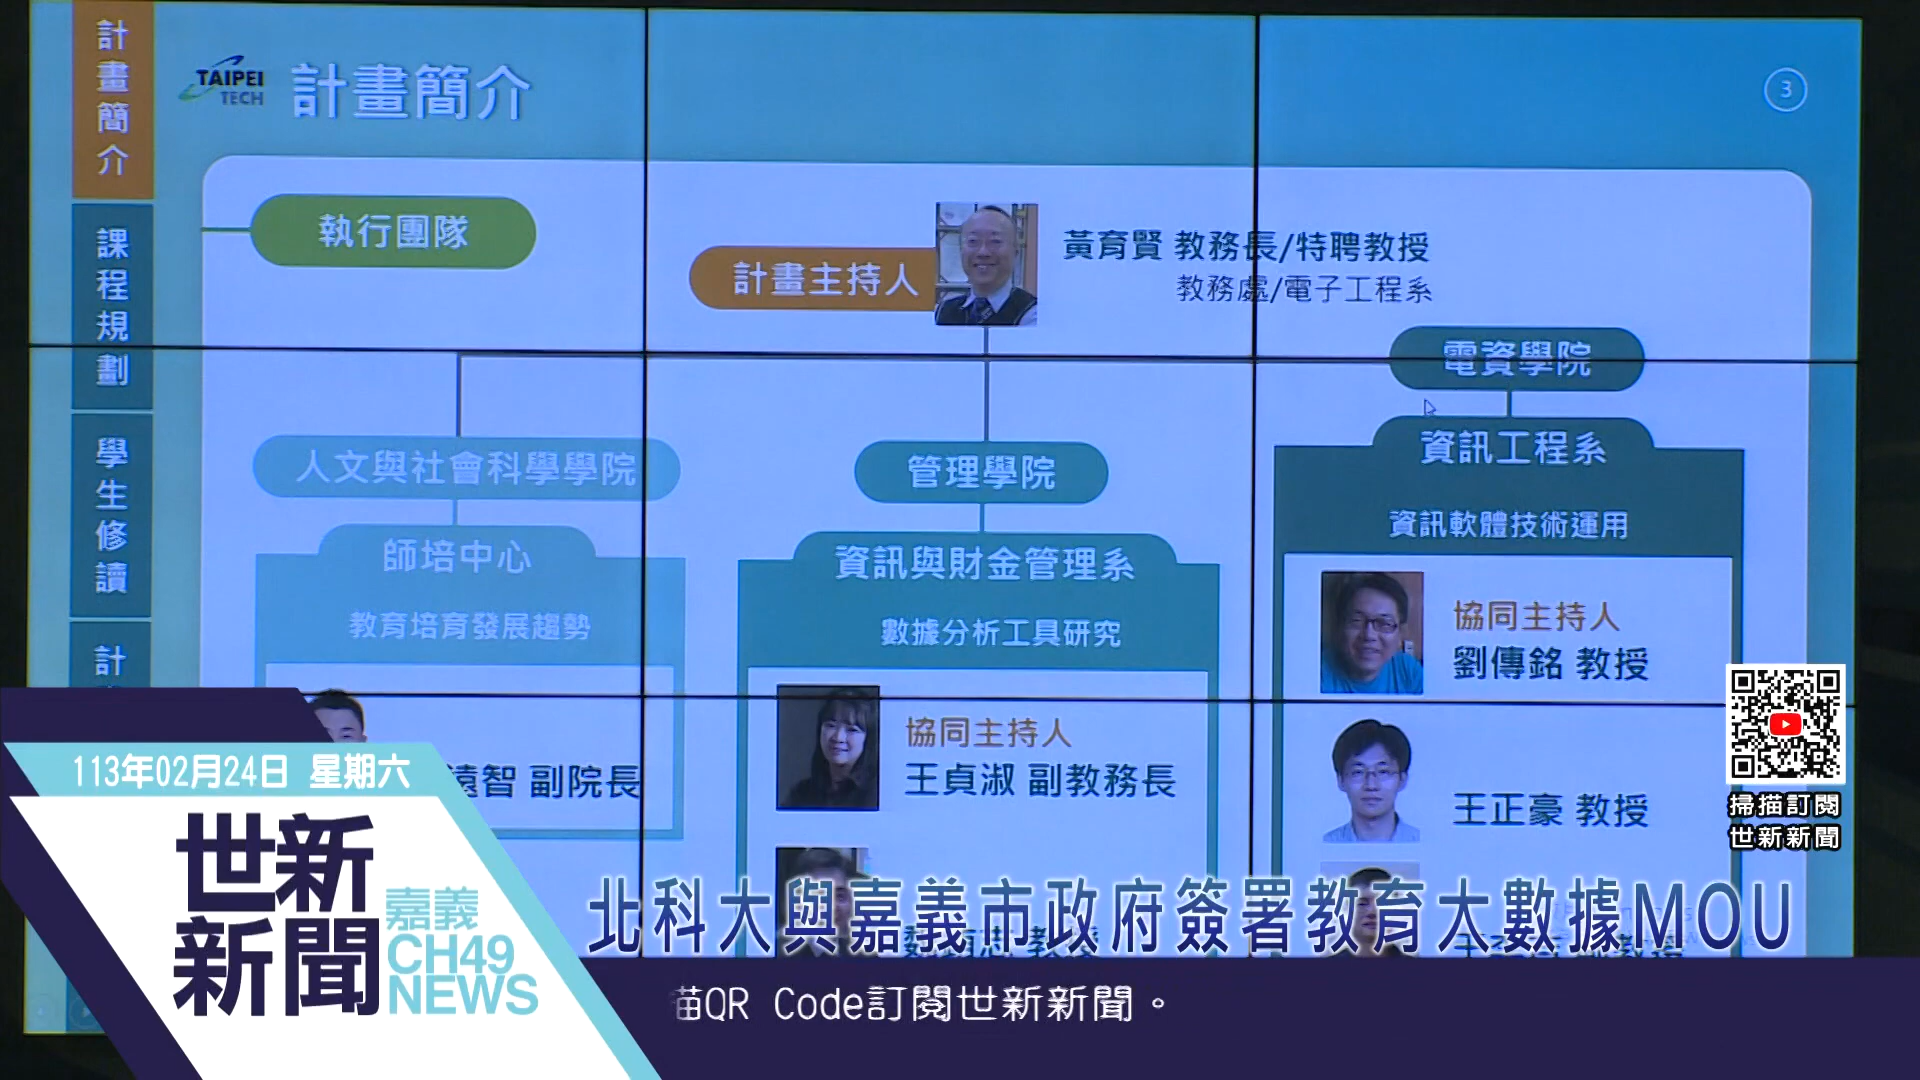 計畫簡介
課程規劃
學生修讀
計
TAIPEI
TECH
計畫簡介
3
執行團隊
計畫主持人
黃育賢 教務長/特聘教授
教務處/電子工程系
電資學院
人文與社會科學學院
管理學院
資訊工程系
師培中心
資訊與財金管理系
資訊軟體技術運用
教育培育發展趨勢
數據分析工具研究
協同主持人
劉傳銘 教授
協同主持人
王貞淑 副教務長
遠智 副院長
王正豪 教授
113年02月24日 星期六
掃描訂閱
世新新聞
世新
新聞
嘉義
CH49
NEWS
北科大與嘉義市政府簽署教育大數據MOU
QR Code訂閱世新新聞。